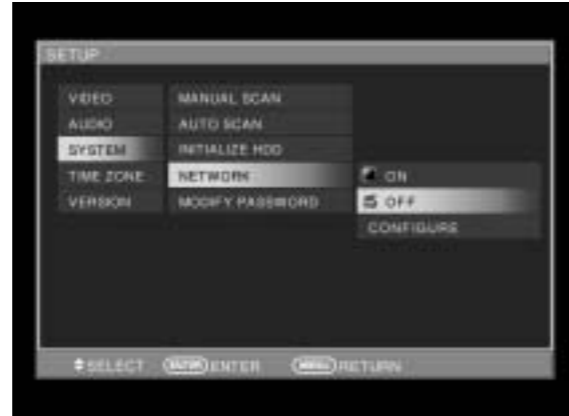 SETUP
VIDEO
AUDIO
SYSTEM
TIME ZONE
VERSION
MANUAL SCAN
AUTO SCAN
INITIALIZE HDD
NETWORK
MODIFY PASSWORD
ON
OFF
CONFIGURE
SELECT ENTER ENTER MENU RETURN